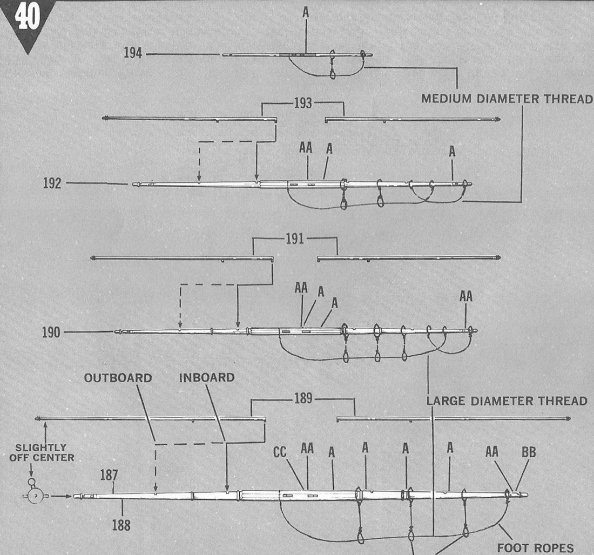 40
A
194
MEDIUM DIAMETER THREAD
193
AA A A
192
191
AA A A AA
190
OUTBOARD INBOARD
189
LARGE DIAMETER THREAD
SLIGHTLY
OFF CENTER
CC AA A A A A AA BB
187
188
FOOT ROPES